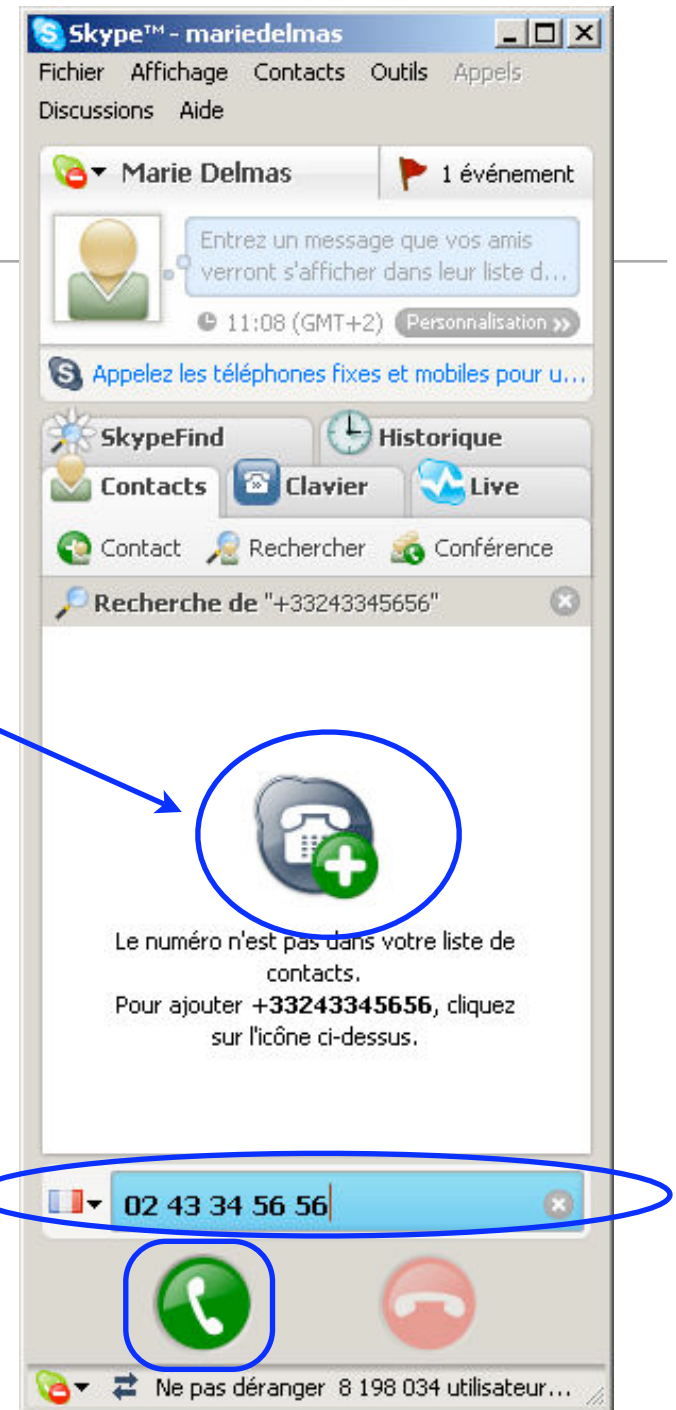 Skype™ - mariedelmas
Fichier Affichage Contacts Outils Appels
Discussions Aide
Marie Delmas
1 événement
Entrez un message que vos amis
verront s'afficher dans leur liste d...
11:08 (GMT+2) Personnalisation >>
Appelez les téléphones fixes et mobiles pour u...
SkypeFind Historique
Contacts Clavier Live
Contact Rechercher Conférence
Recherche de "+33243345656"
Le numéro n'est pas dans votre liste de
contacts.
Pour ajouter +33243345656, cliquez
sur l'icône ci-dessus.
02 43 34 56 56
Ne pas déranger 8 198 034 utilisateur...